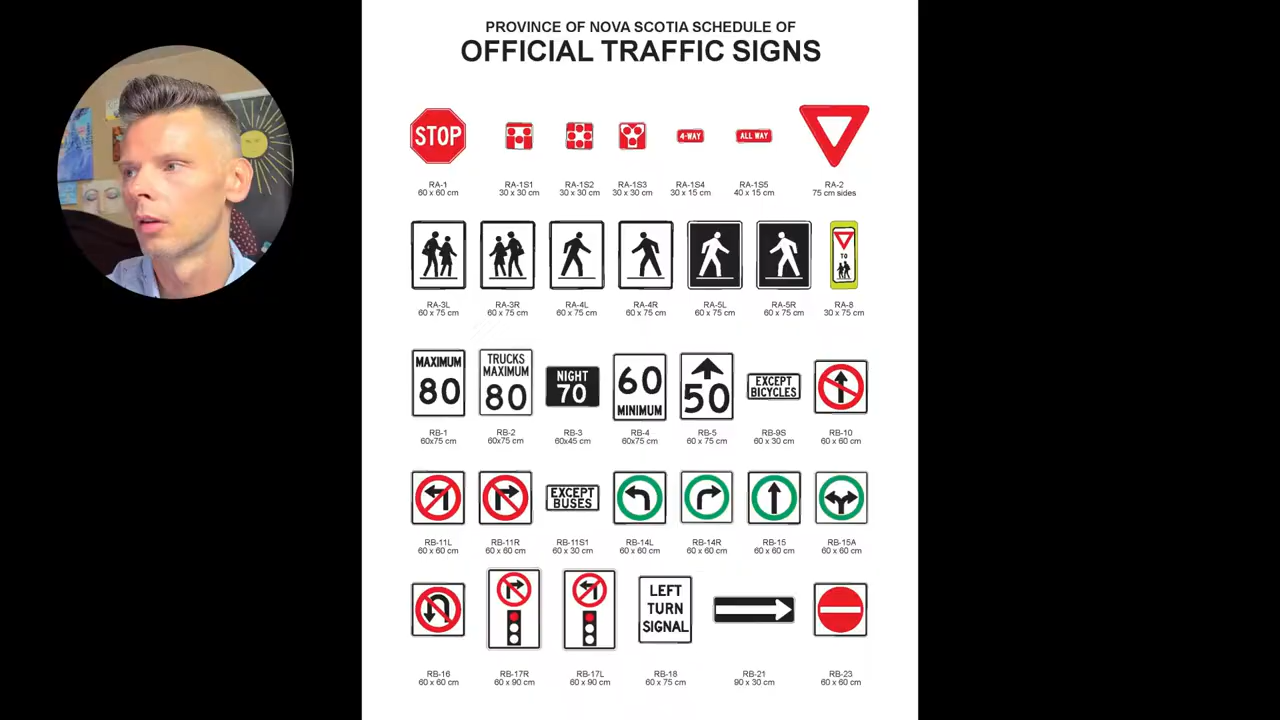 PROVINCE OF NOVA SCOTIA SCHEDULE OF
OFFICIAL TRAFFIC SIGNS
STOP
4-WAY
ALL WAY
RA-1
60 x 60 cm
RA-1S1
30 x 30 cm
RA-1S2
30 x 30 cm
RA-1S3
30 x 30 cm
RA-1S4
30 x 15 cm
RA-1S5
40 x 15 cm
RA-2
75 cm sides
TO
RA-3L
60 x 75 cm
RA-3R
60 x 75 cm
RA-4L
60 x 75 cm
RA-4R
60 x 75 cm
RA-5L
60 x 75 cm
RA-5R
60 x 75 cm
RA-8
30 x 75 cm
MAXIMUM
80
TRUCKS
MAXIMUM
80
NIGHT
70
60
MINIMUM
50
EXCEPT
BICYCLES
RB-1
60x75 cm
RB-2
60x75 cm
RB-3
60x45 cm
RB-4
60x75 cm
RB-5
60 x 75 cm
RB-9S
60 x 30 cm
RB-10
60 x 60 cm
EXCEPT
BUSES
RB-11L
60 x 60 cm
RB-11R
60 x 60 cm
RB-11S1
60 x 30 cm
RB-14L
60 x 60 cm
RB-14R
60 x 60 cm
RB-15
60 x 60 cm
RB-15A
60 x 60 cm
LEFT
TURN
SIGNAL
RB-16
60 x 60 cm
RB-17R
60 x 90 cm
RB-17L
60 x 90 cm
RB-18
60 x 75 cm
RB-21
90 x 30 cm
RB-23
60 x 60 cm